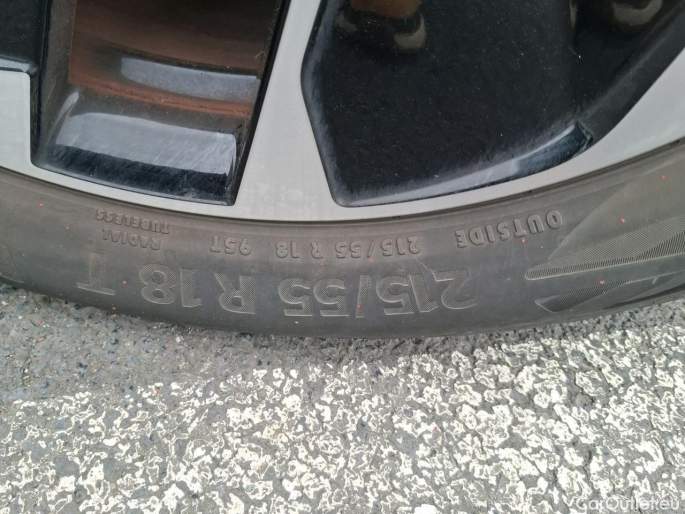 OUTSIDE
215/55 R 18 95T
RADIAL
TUBELESS
215/55 R 18 T
CarOutlet.eu